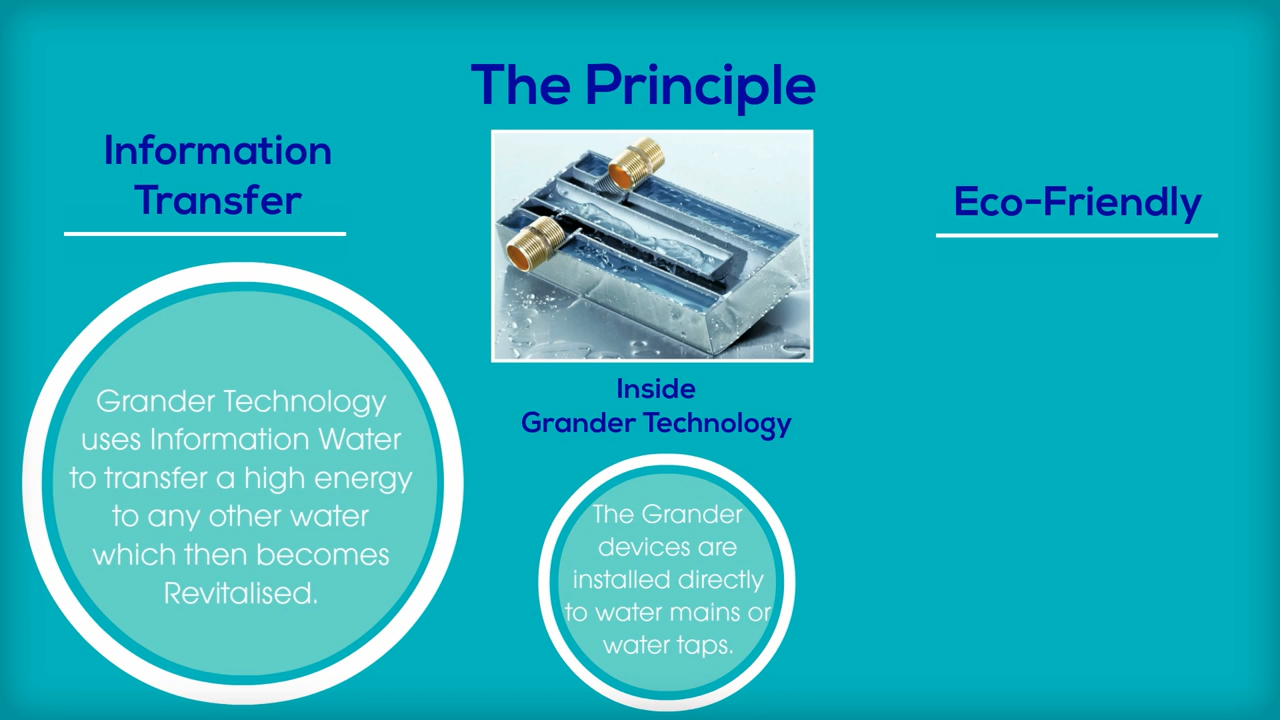 The Principle
Information
Transfer
Eco-Friendly
Inside
Grander Technology
Grander Technology
uses Information Water
to transfer a high energy
to any other water
which then becomes
Revitalised.
The Grander
devices are
installed directly
to water mains or
water taps.